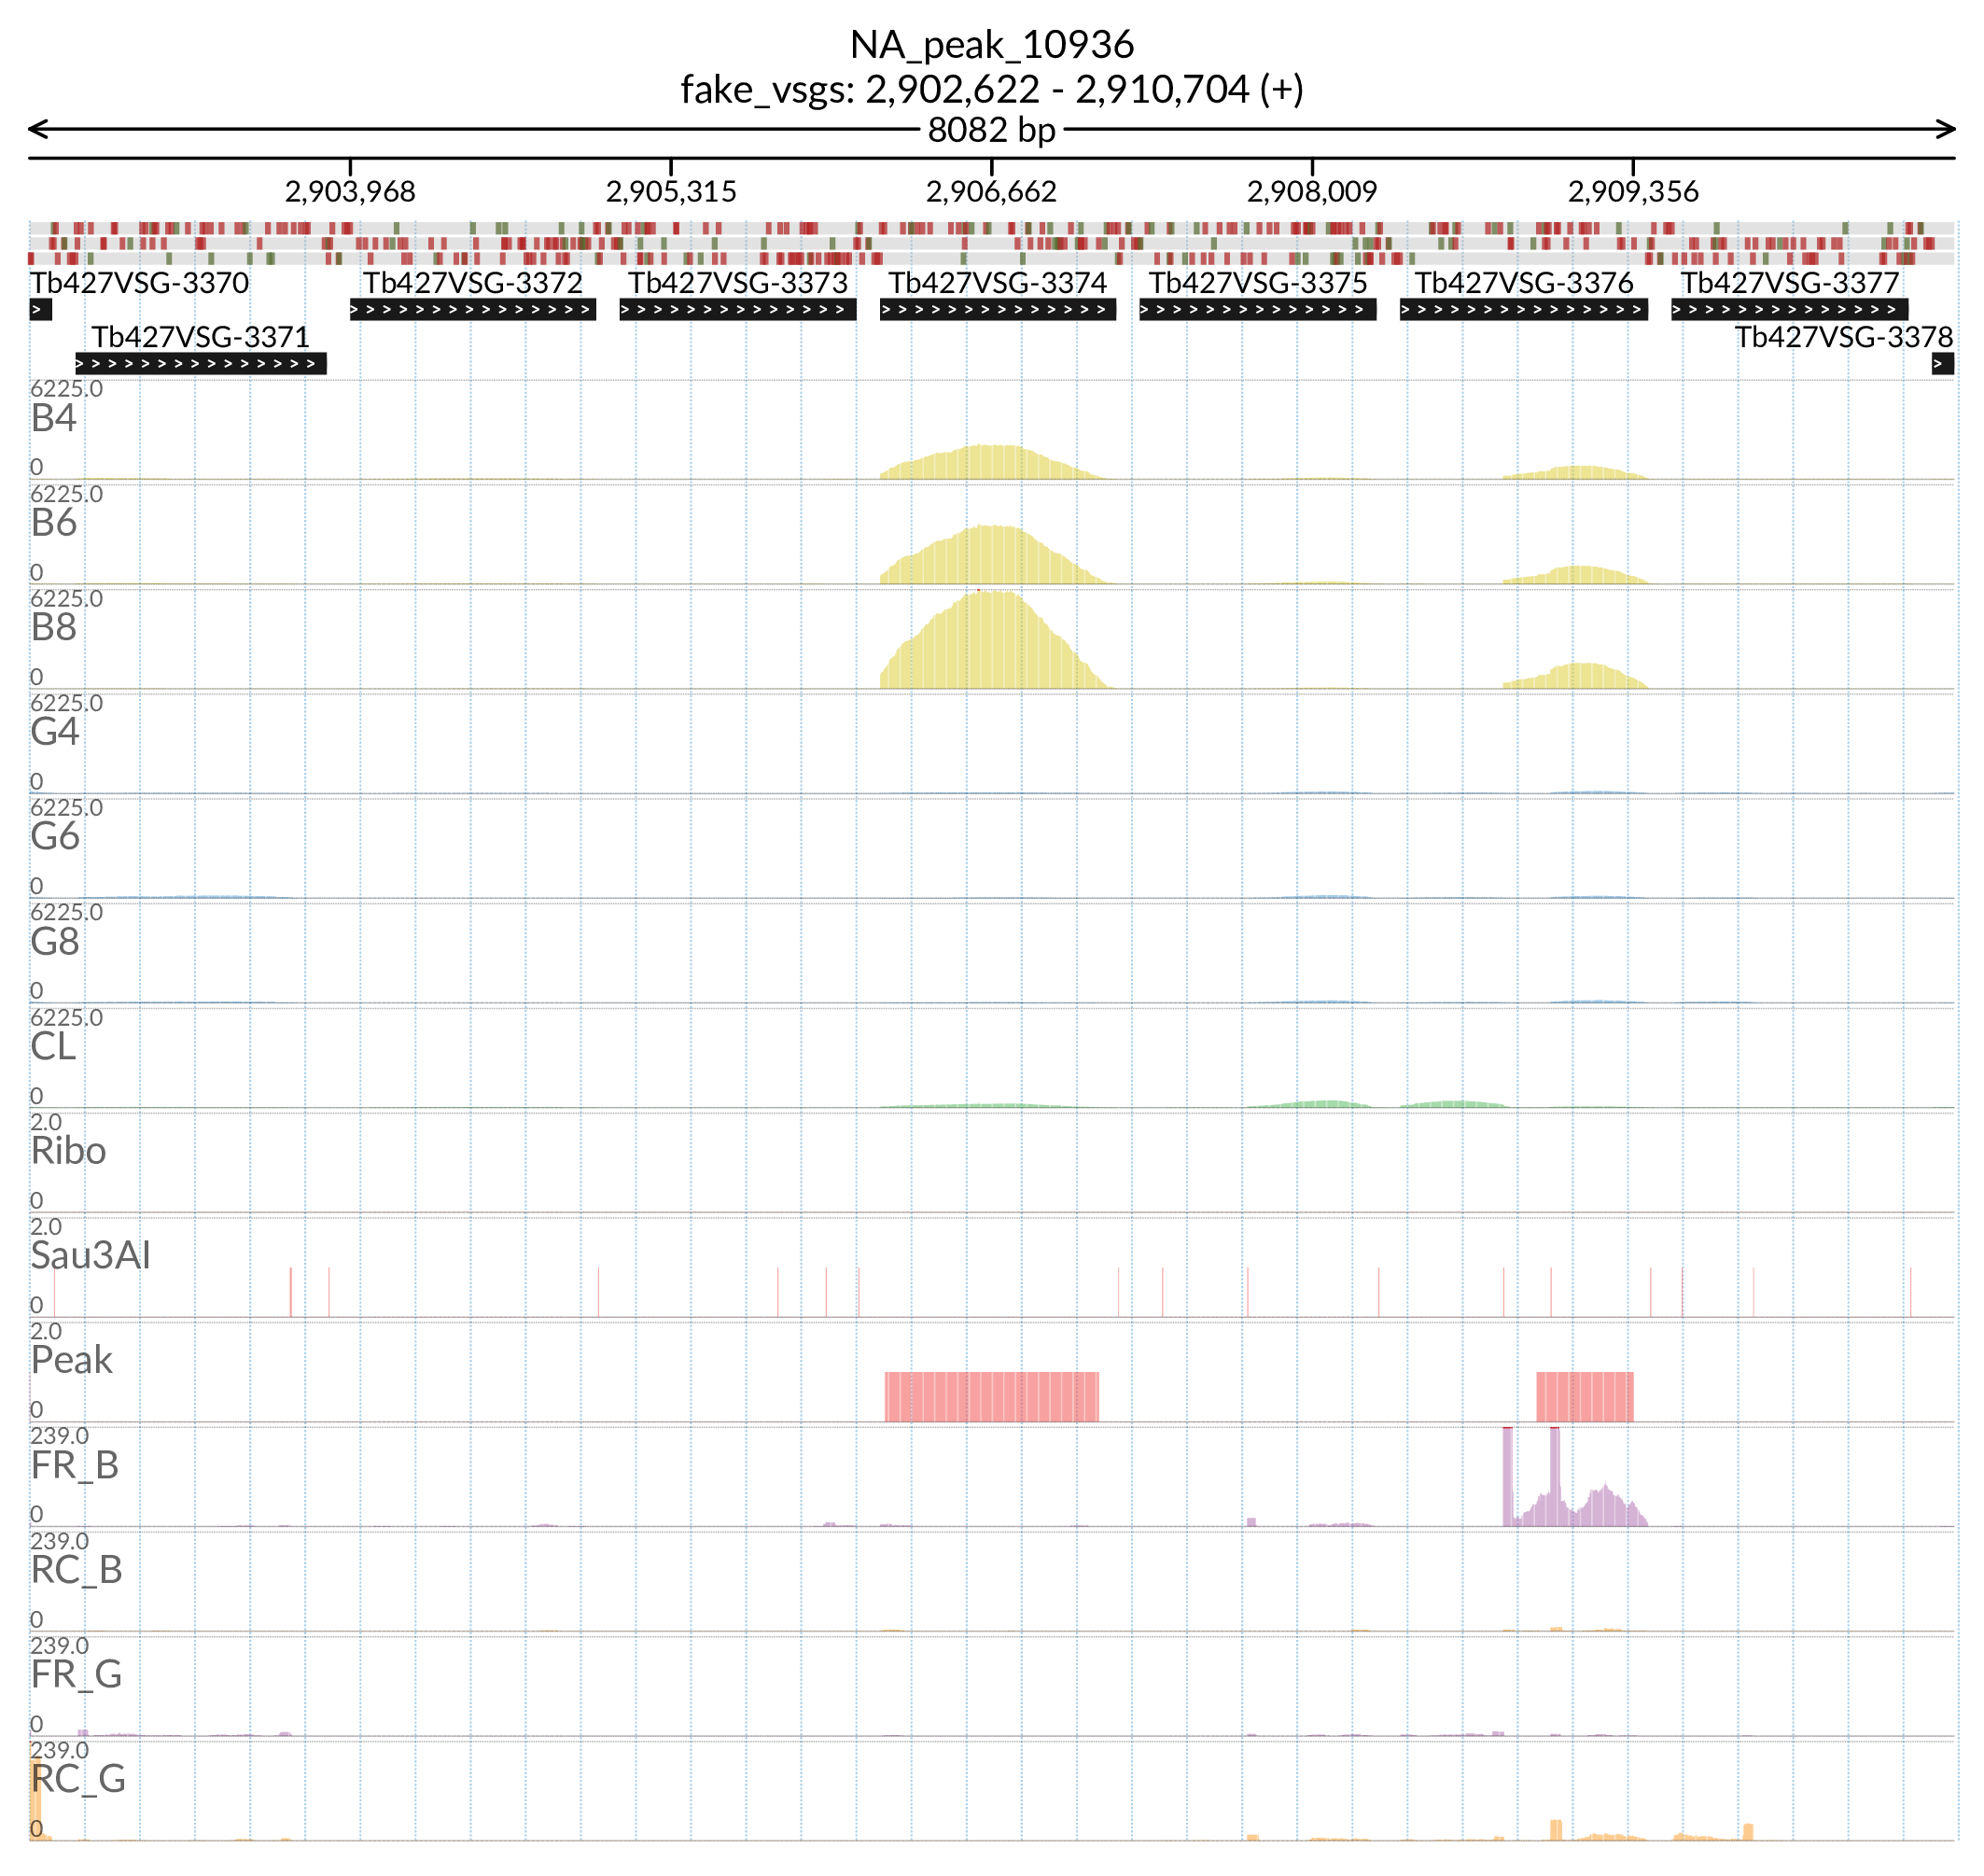 NA_peak_10936
fake_vsgs: 2,902,622 - 2,910,704 (+)
8082 bp
2,903,968 2,905,315 2,906,662 2,908,009 2,909,356
Tb427VSG-3370 Tb427VSG-3372 Tb427VSG-3373 Tb427VSG-3374 Tb427VSG-3375 Tb427VSG-3376 Tb427VSG-3377
Tb427VSG-3371 Tb427VSG-3378
6225.0
B4
0
6225.0
B6
0
6225.0
B8
0
6225.0
G4
0
6225.0
G6
0
6225.0
G8
0
6225.0
CL
0
2.0
Ribo
0
2.0
Sau3AI
0
2.0
Peak
0
239.0
FR_B
0
239.0
RC_B
0
239.0
FR_G
0
239.0
RC_G
0